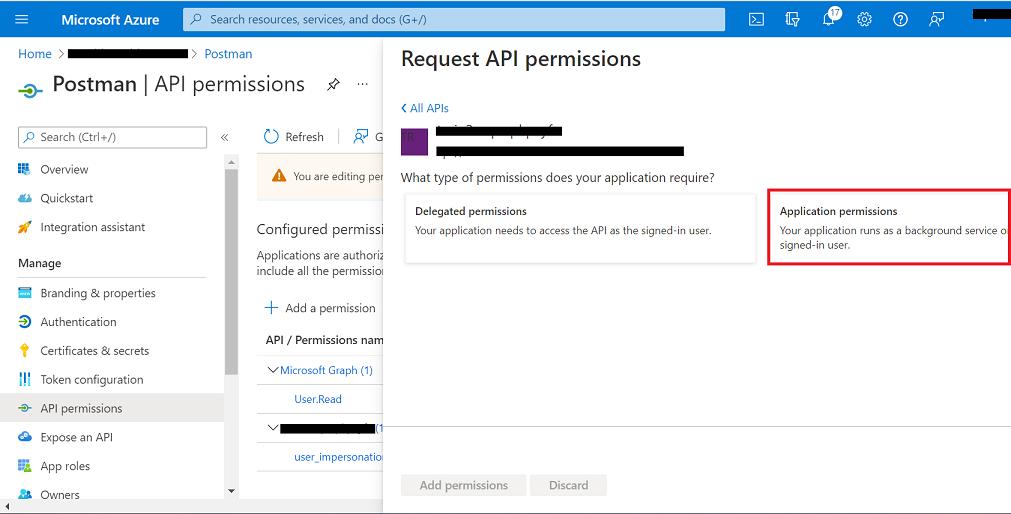 Microsoft Azure
Search resources, services, and docs (G+/)
17
Home > > Postman
Postman | API permissions
...
Search (Ctrl+/)
«
Overview
Quickstart
Integration assistant
Manage
Branding & properties
Authentication
Certificates & secrets
Token configuration
API permissions
Expose an API
App roles
Owners
Refresh
G
You are editing per
Configured permissi
Applications are authoriz
include all the permission
Add a permission
API / Permissions nam
Microsoft Graph (1)
User.Read
(1
user_impersonation
Request API permissions
All APIs
What type of permissions does your application require?
Delegated permissions
Your application needs to access the API as the signed-in user.
Application permissions
Your application runs as a background service o
signed-in user.
Add permissions
Discard